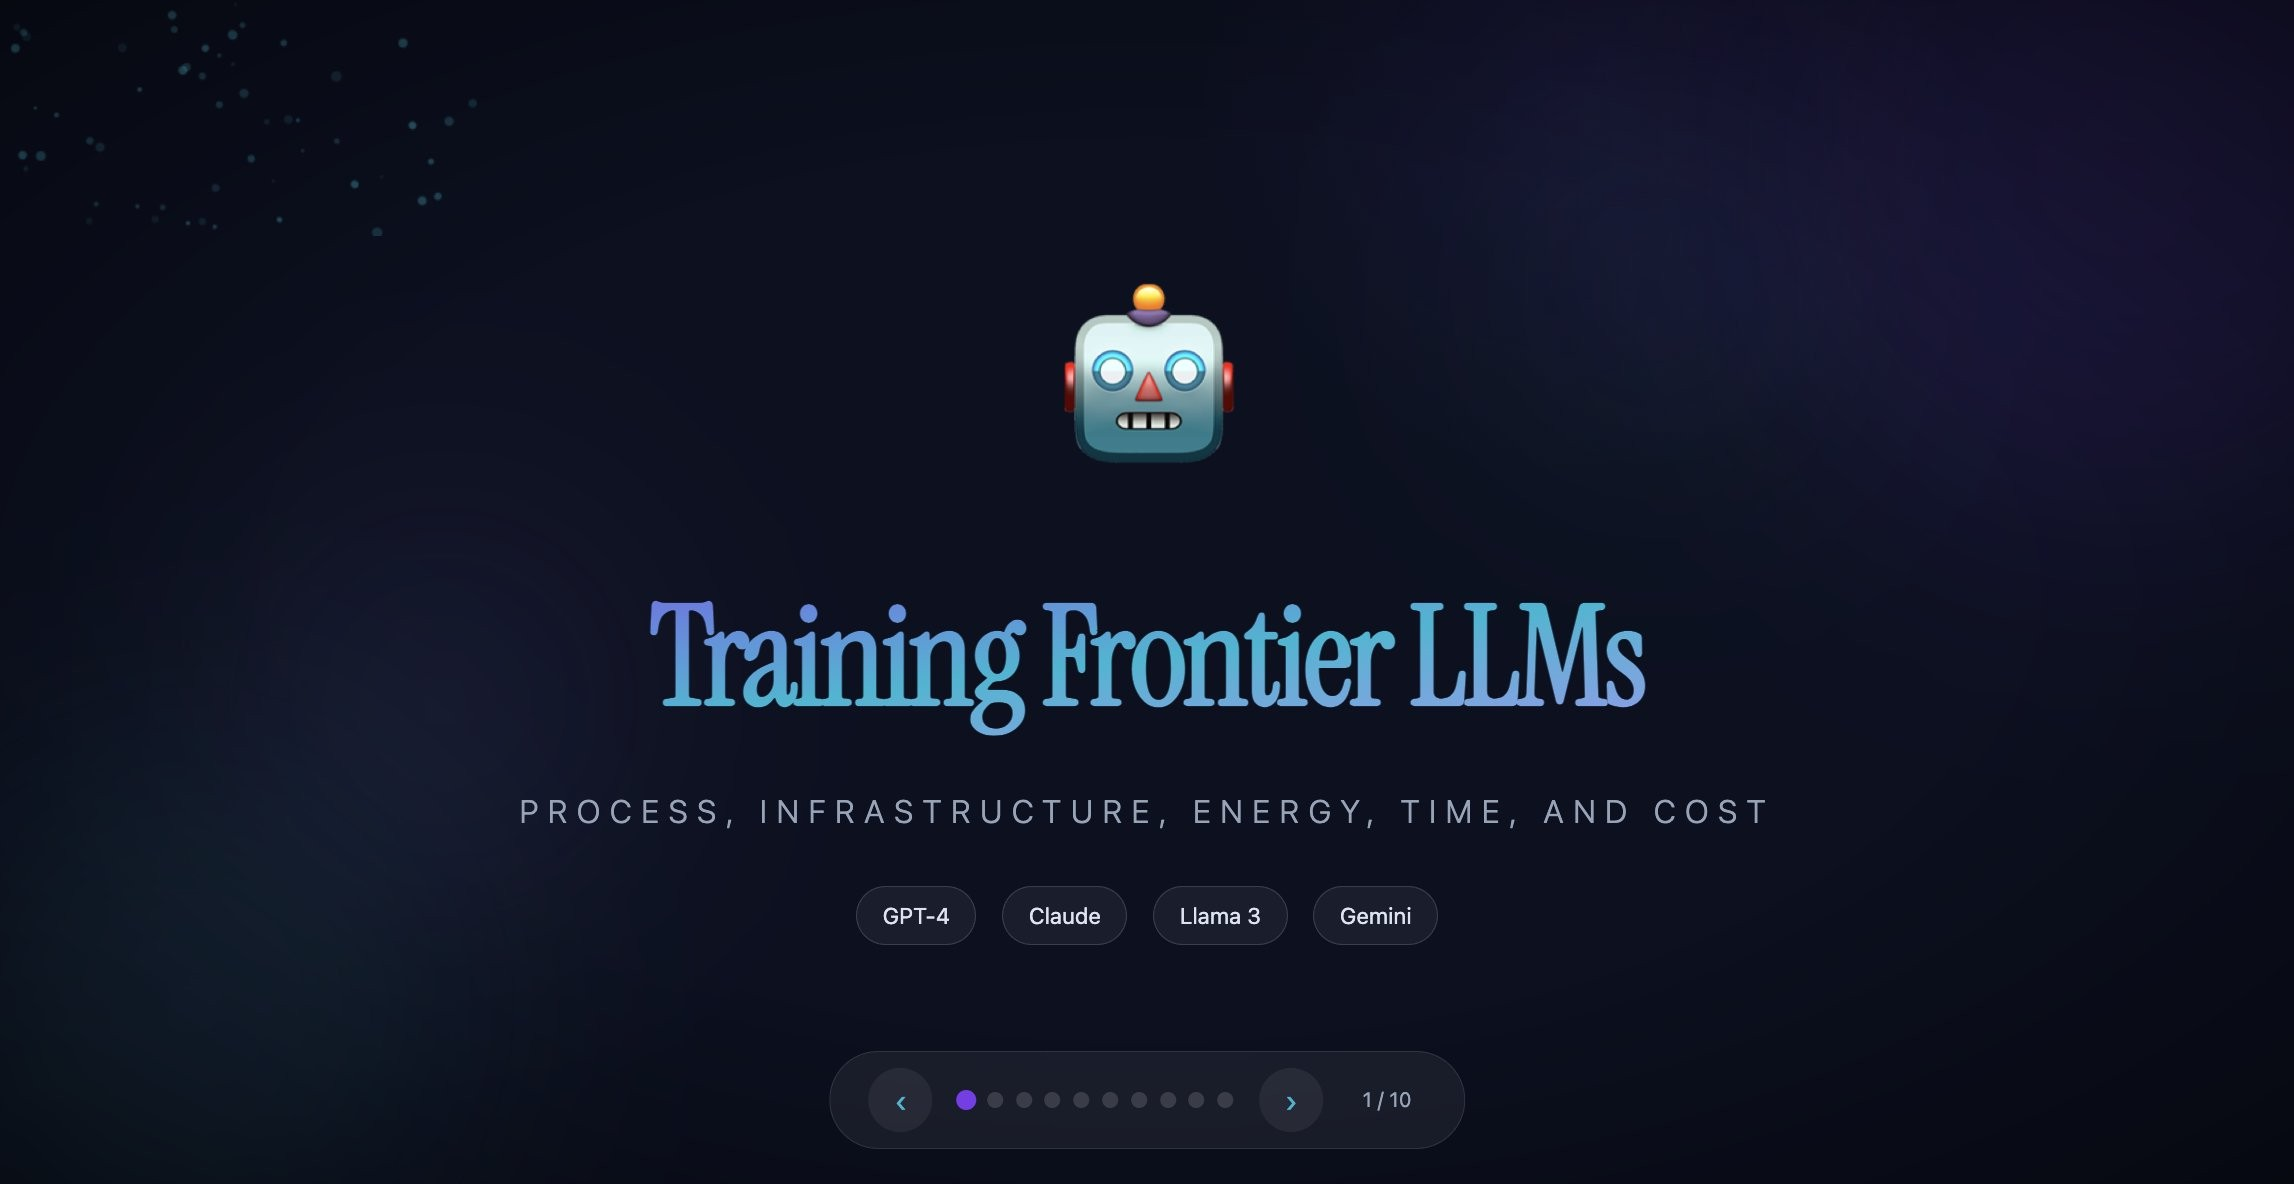 Training Frontier LLMs
PROCESS, INFRASTRUCTURE, ENERGY, TIME, AND COST
GPT-4 Claude Llama 3 Gemini
‹ › 1 / 10